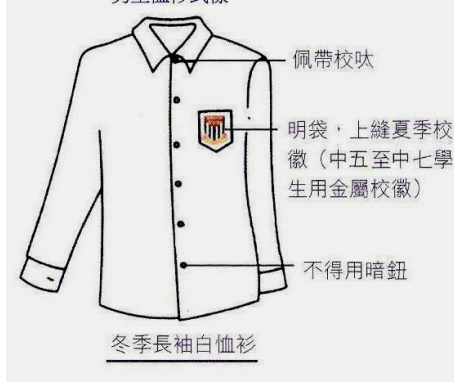 佩帶校呔
明袋，上縫夏季校
徽（中五至中七學
生用金屬校徽）
不得用暗鈕
冬季長袖白恤衫